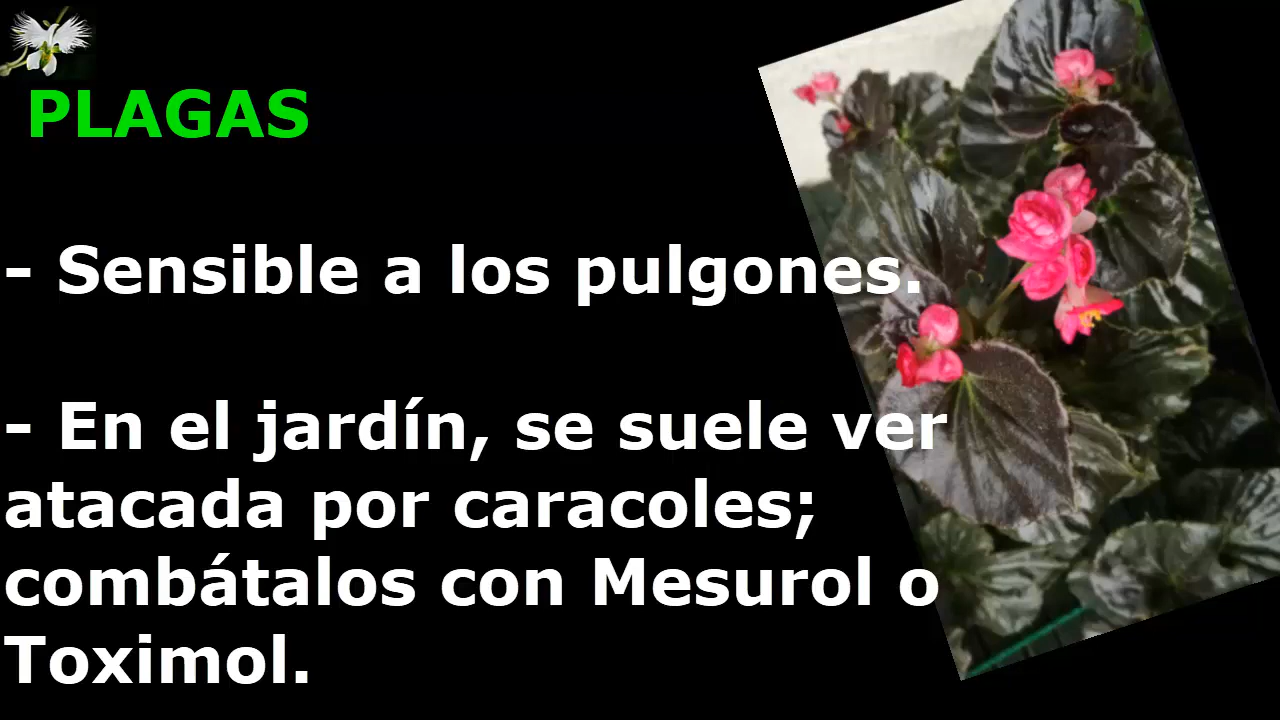 PLAGAS
- Sensible a los pulgones.
- En el jardín, se suele ver
atacada por caracoles;
combátalos con Mesurol o
Toximol.